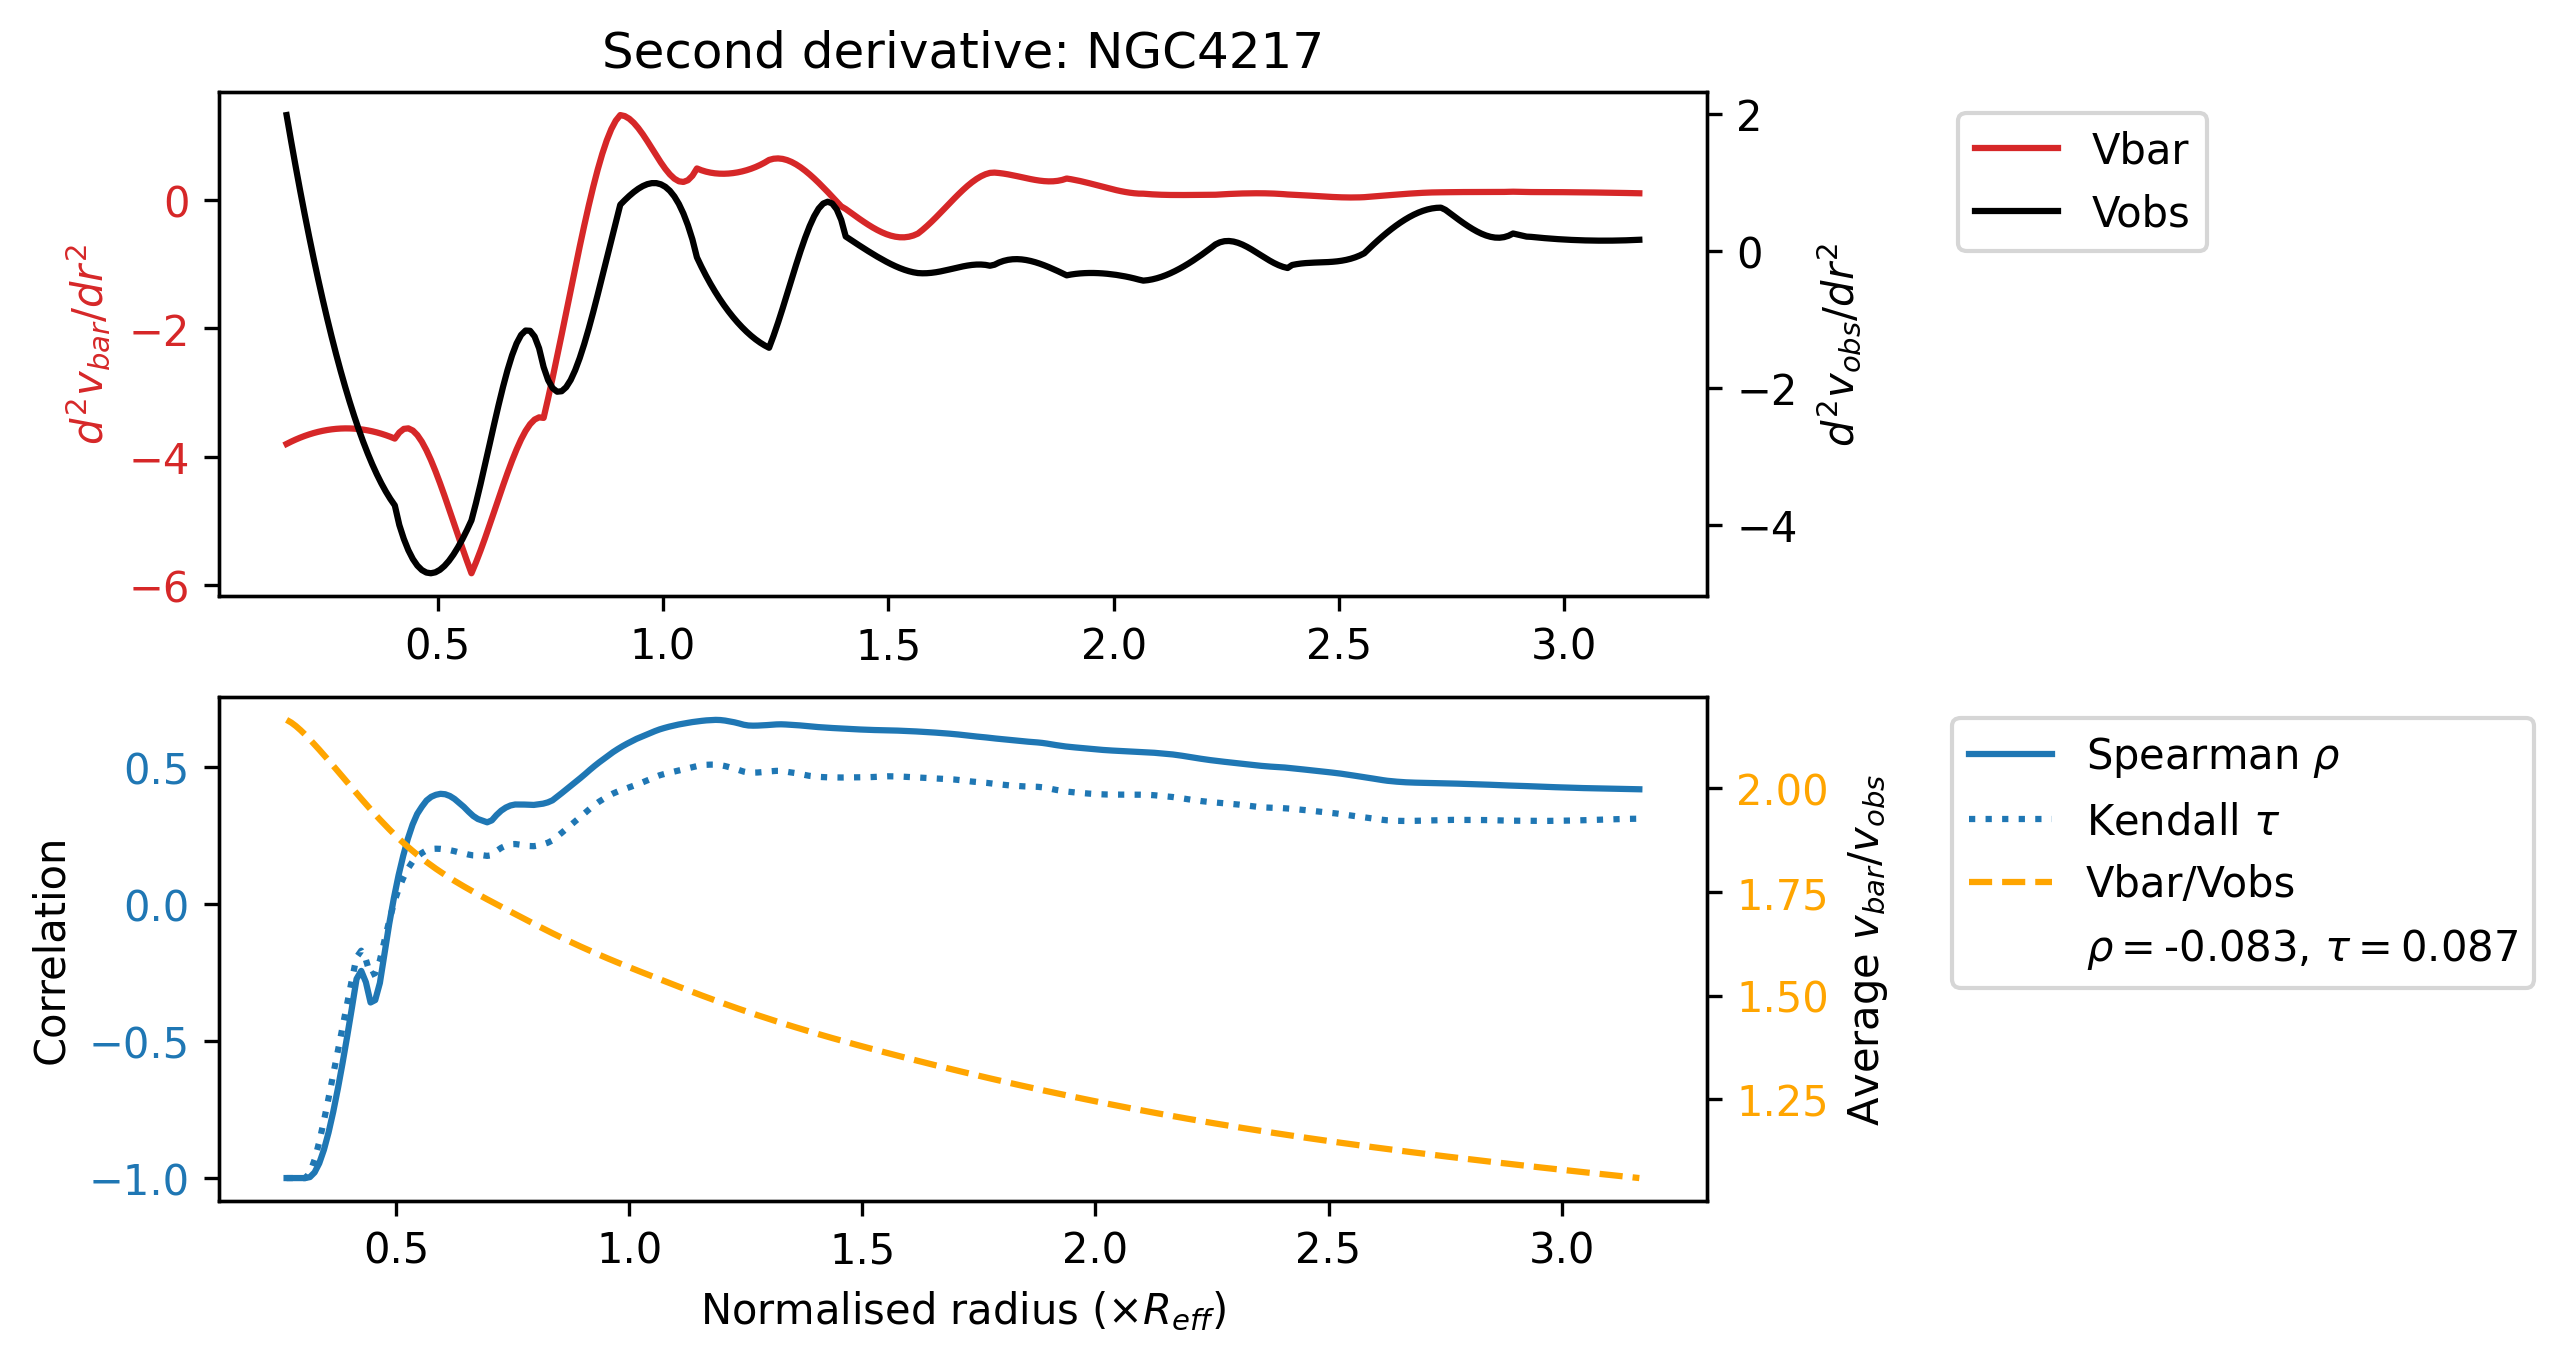 Second derivative: NGC4217
d²v_bar/dr²
0
−2
−4
−6
2
0
−2
−4
d²v_obs/dr²
0.5 1.0 1.5 2.0 2.5 3.0
Vbar
Vobs
Correlation
0.5
0.0
−0.5
−1.0
2.00
1.75
1.50
1.25
Average v_bar/v_obs
0.5 1.0 1.5 2.0 2.5 3.0
Normalised radius (×R_eff)
Spearman ρ
Kendall τ
Vbar/Vobs
ρ = -0.083, τ = 0.087